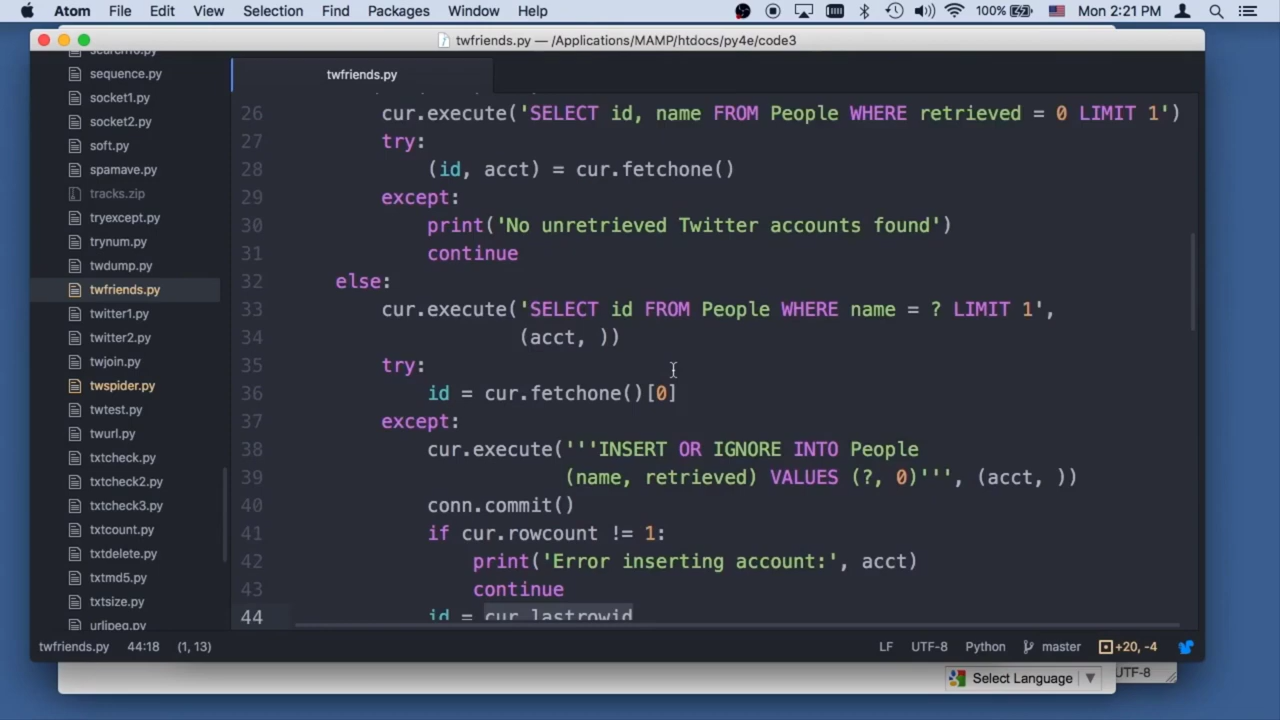 Atom File Edit View Selection Find Packages Window Help 100% Mon 2:21 PM
twfriends.py — /Applications/MAMP/htdocs/py4e/code3
sequence.py
socket1.py
socket2.py
soft.py
spamave.py
tracks.zip
tryexcept.py
trynum.py
twdump.py
twfriends.py
twitter1.py
twitter2.py
twjoin.py
twspider.py
twtest.py
twurl.py
txtcheck.py
txtcheck2.py
txtcheck3.py
txtcount.py
txtdelete.py
txtmd5.py
txtsize.py
urljpeg.py
twfriends.py
26 cur.execute('SELECT id, name FROM People WHERE retrieved = 0 LIMIT 1')
27 try:
28 (id, acct) = cur.fetchone()
29 except:
30 print('No unretrieved Twitter accounts found')
31 continue
32 else:
33 cur.execute('SELECT id FROM People WHERE name = ? LIMIT 1',
34 (acct, ))
35 try:
36 id = cur.fetchone()[0]
37 except:
38 cur.execute('''INSERT OR IGNORE INTO People
39 (name, retrieved) VALUES (?, 0)''', (acct, ))
40 conn.commit()
41 if cur.rowcount != 1:
42 print('Error inserting account:', acct)
43 continue
44 id = cur.lastrowid
twfriends.py 44:18 (1, 13) LF UTF-8 Python master +20, -4
Select Language ▼ UTF-8